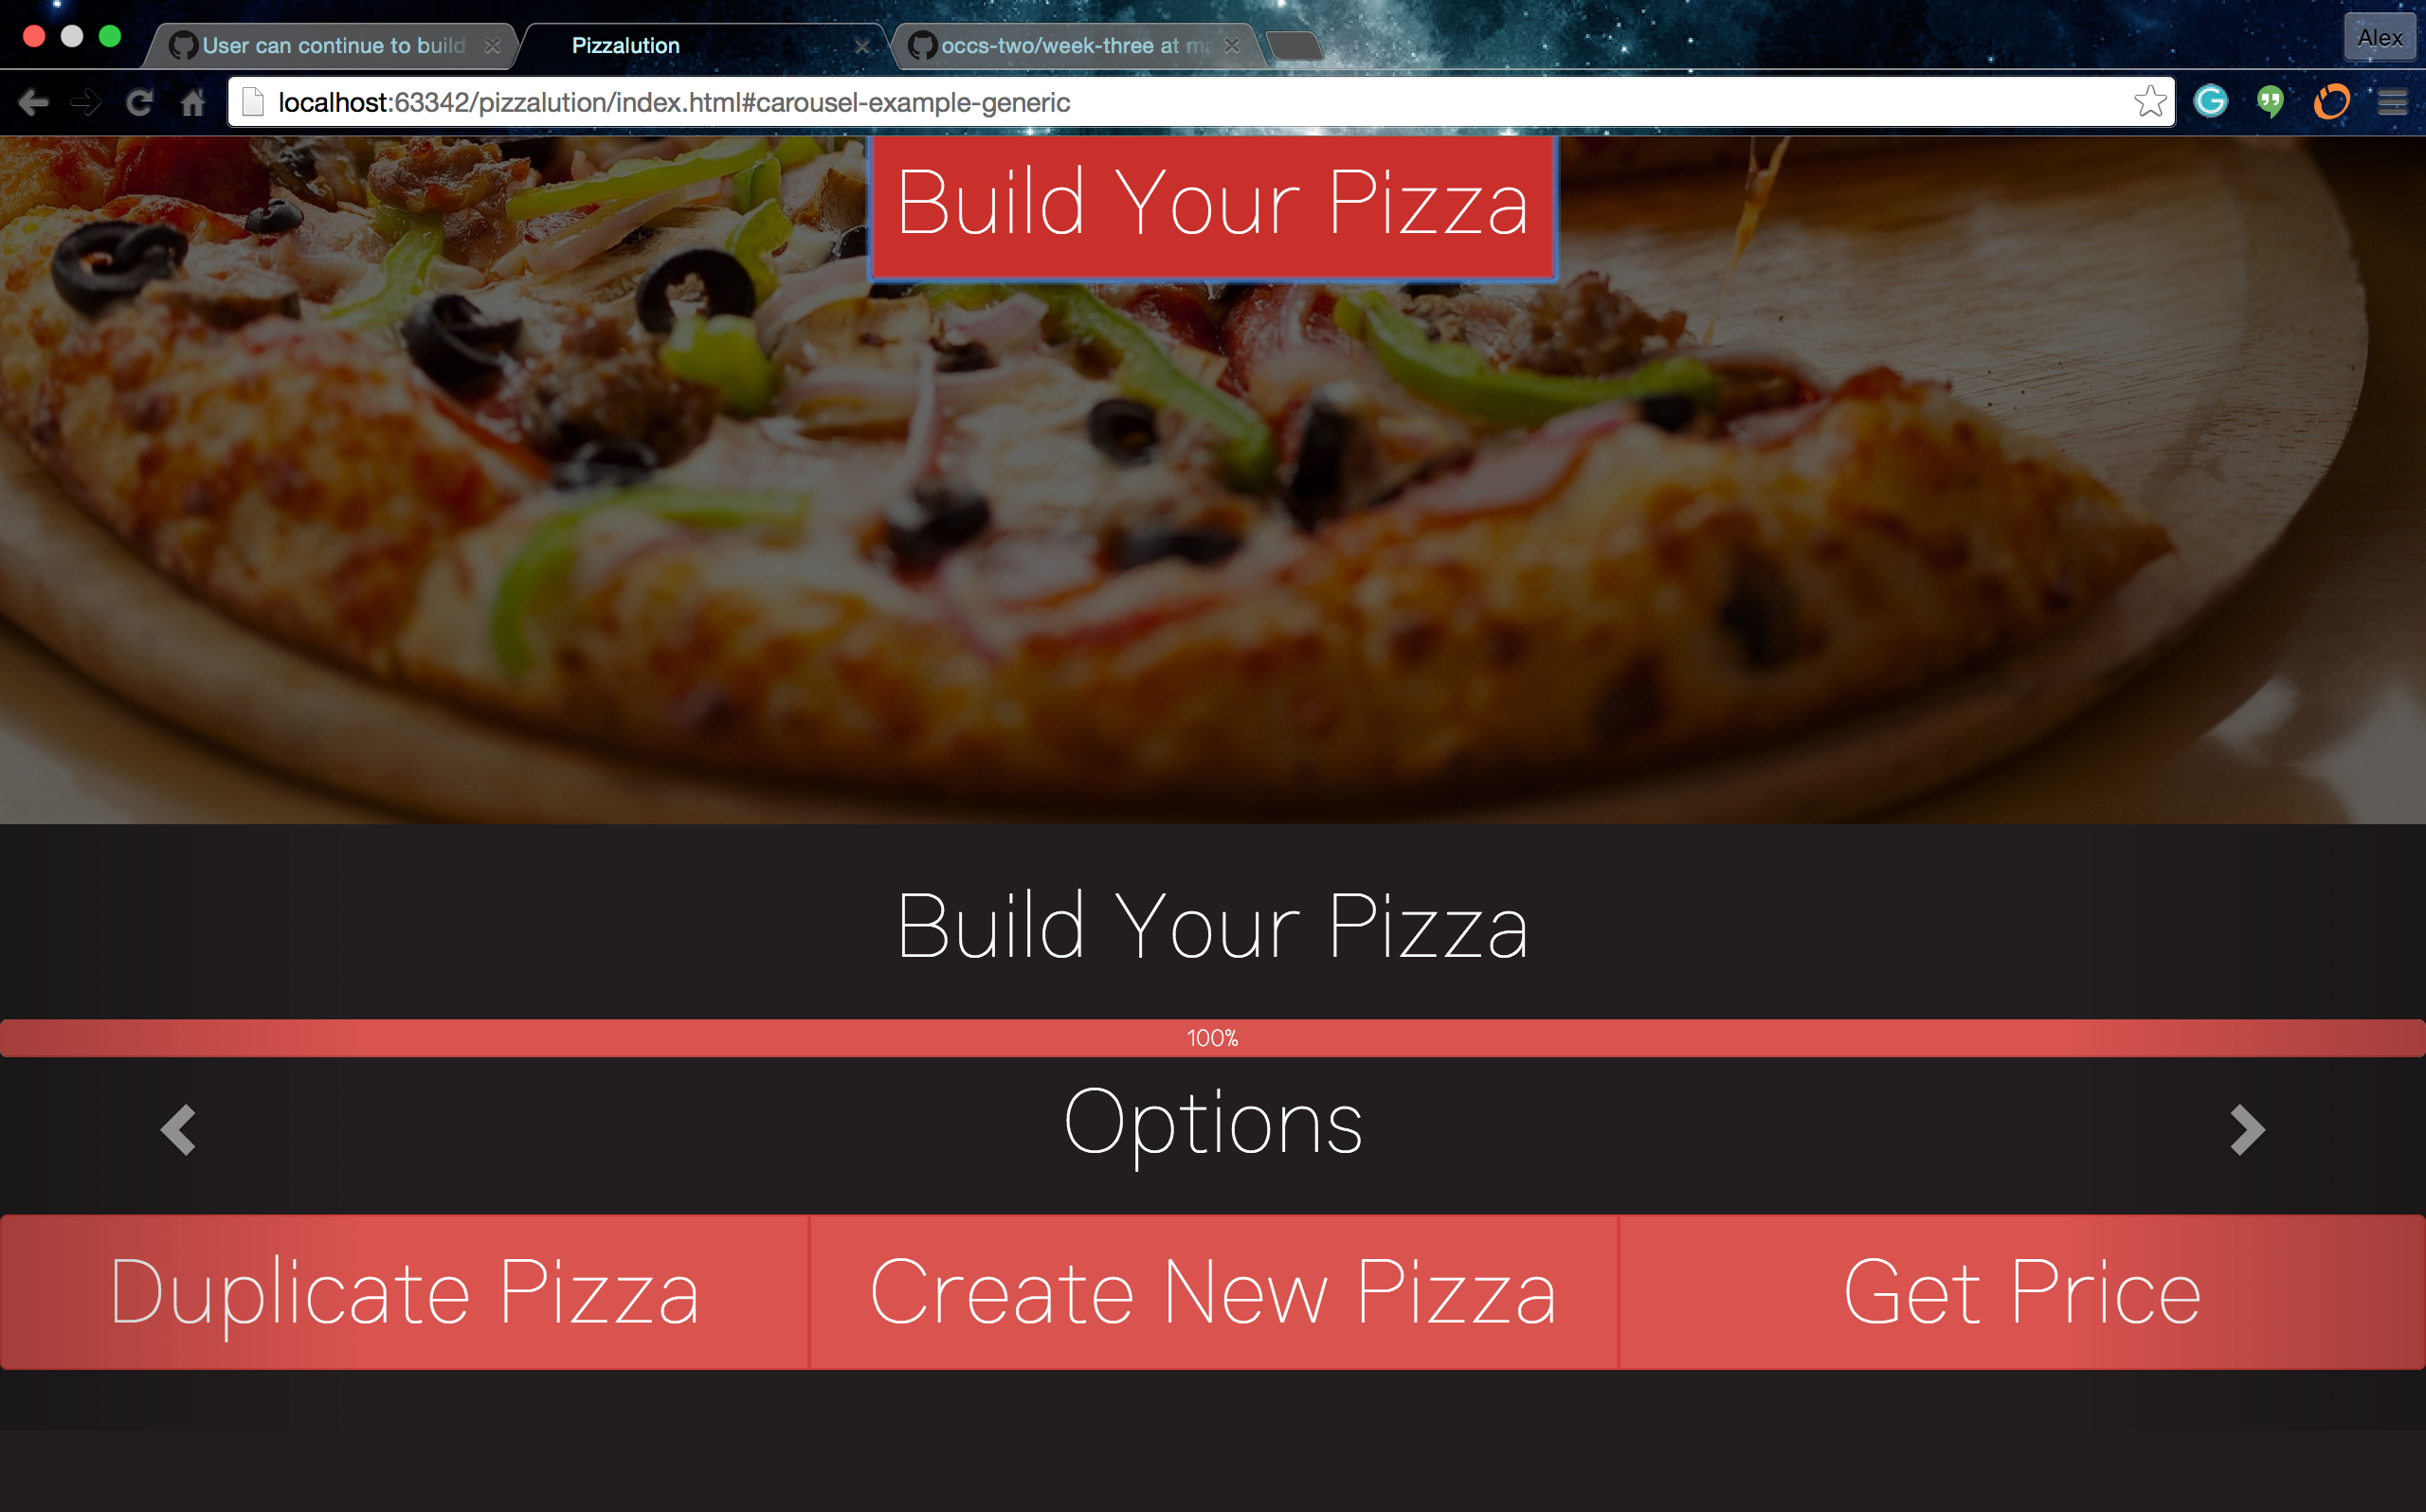 User can continue to build
Pizzalution
occs-two/week-three at ma
Alex
localhost:63342/pizzalution/index.html#carousel-example-generic
Build Your Pizza
Build Your Pizza
100%
Options
Duplicate Pizza
Create New Pizza
Get Price